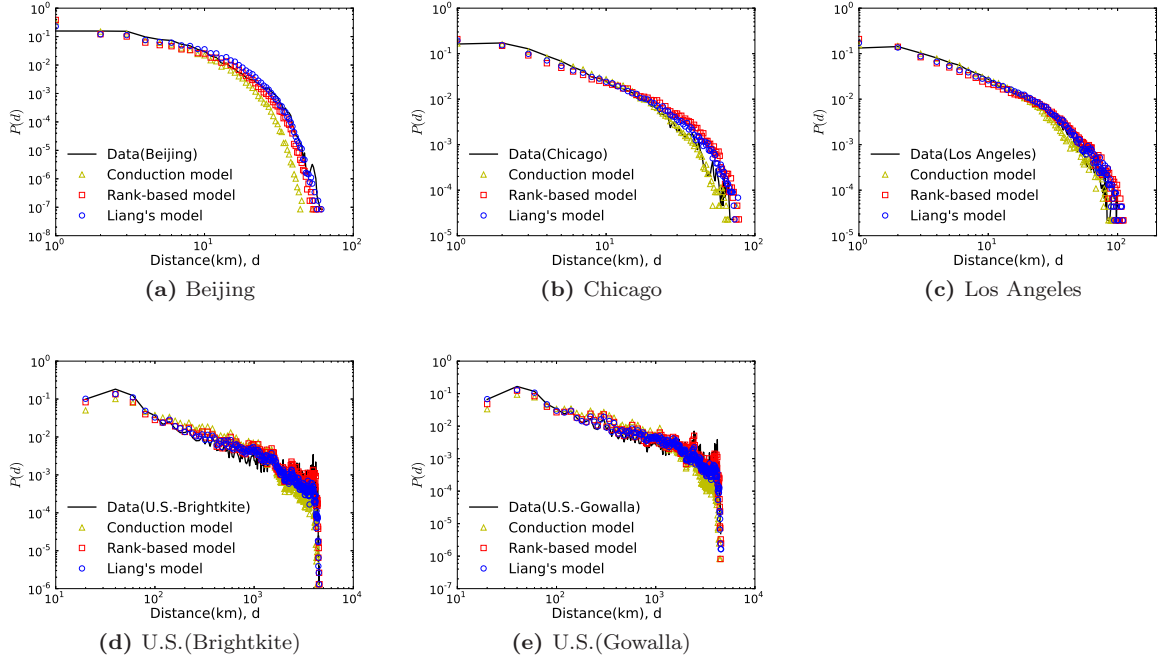 10^0
10^-1
10^-2
10^-3
10^-4
10^-5
10^-6
10^-7
10^-8
P(d)
Data(Beijing)
Conduction model
Rank-based model
Liang's model
10^0 10^1 10^2
Distance(km), d
(a) Beijing
10^0
10^-1
10^-2
10^-3
10^-4
10^-5
P(d)
Data(Chicago)
Conduction model
Rank-based model
Liang's model
10^0 10^1 10^2
Distance(km), d
(b) Chicago
10^0
10^-1
10^-2
10^-3
10^-4
10^-5
P(d)
Data(Los Angeles)
Conduction model
Rank-based model
Liang's model
10^0 10^1 10^2
Distance(km), d
(c) Los Angeles
10^0
10^-1
10^-2
10^-3
10^-4
10^-5
10^-6
P(d)
Data(U.S.-Brightkite)
Conduction model
Rank-based model
Liang's model
10^1 10^2 10^3 10^4
Distance(km), d
(d) U.S.(Brightkite)
10^0
10^-1
10^-2
10^-3
10^-4
10^-5
10^-6
10^-7
P(d)
Data(U.S.-Gowalla)
Conduction model
Rank-based model
Liang's model
10^1 10^2 10^3 10^4
Distance(km), d
(e) U.S.(Gowalla)